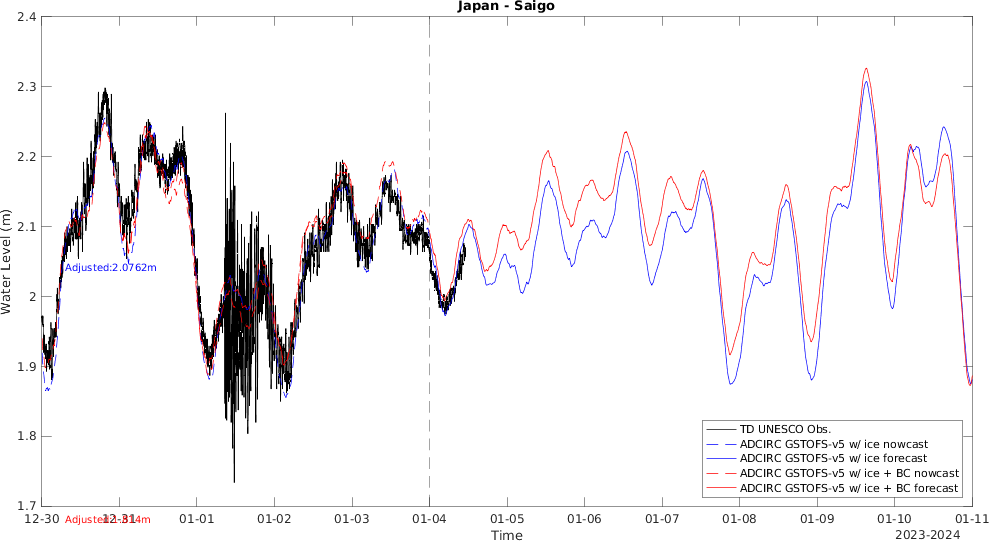 Japan - Saigo
Water Level (m)
2.4
2.3
2.2
2.1
2
1.9
1.8
1.7
Adjusted:2.0762m
TD UNESCO Obs.
ADCIRC GSTOFS-v5 w/ ice nowcast
ADCIRC GSTOFS-v5 w/ ice forecast
ADCIRC GSTOFS-v5 w/ ice + BC nowcast
ADCIRC GSTOFS-v5 w/ ice + BC forecast
12-30 12-31 01-01 01-02 01-03 01-04 01-05 01-06 01-07 01-08 01-09 01-10 01-11
Time
2023-2024